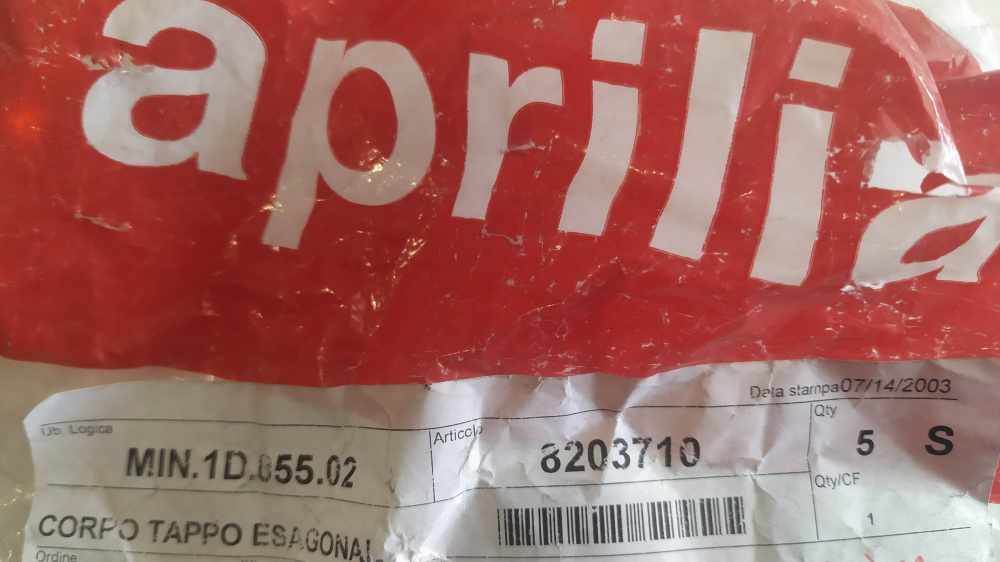 aprilia
Data stampa07/14/2003
Ub. Logica
MIN.1D.055.02
Articolo
8203710
Qty
5 S
Qty/CF
1
CORPO TAPPO ESAGONAL
Ordine